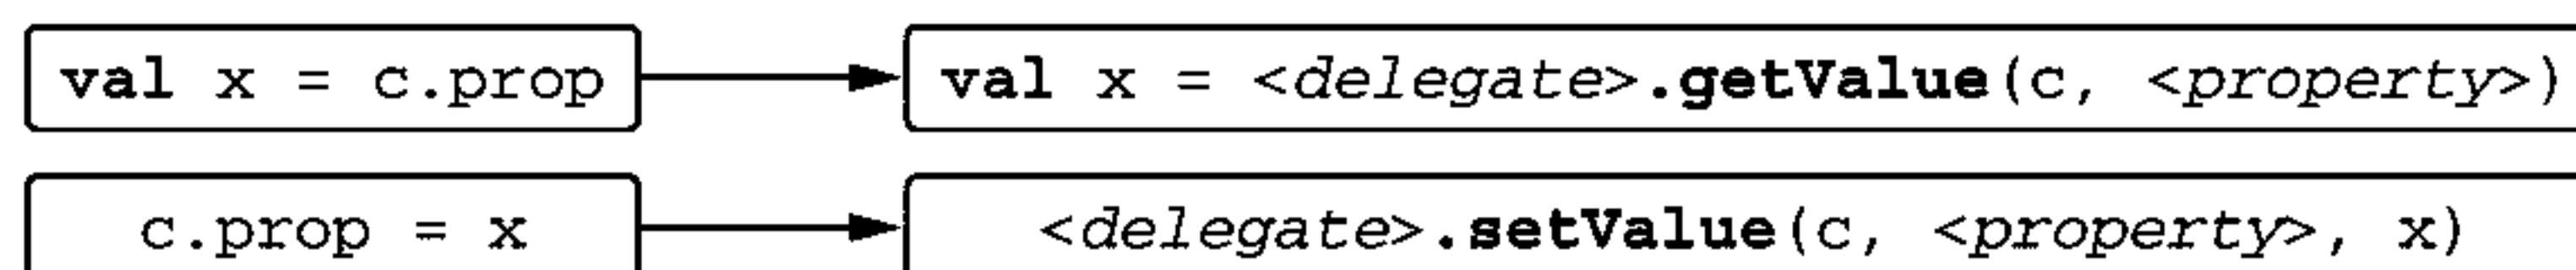 val x = c.prop
val x = <delegate>.getValue(c, <property>)
c.prop = x
<delegate>.setValue(c, <property>, x)